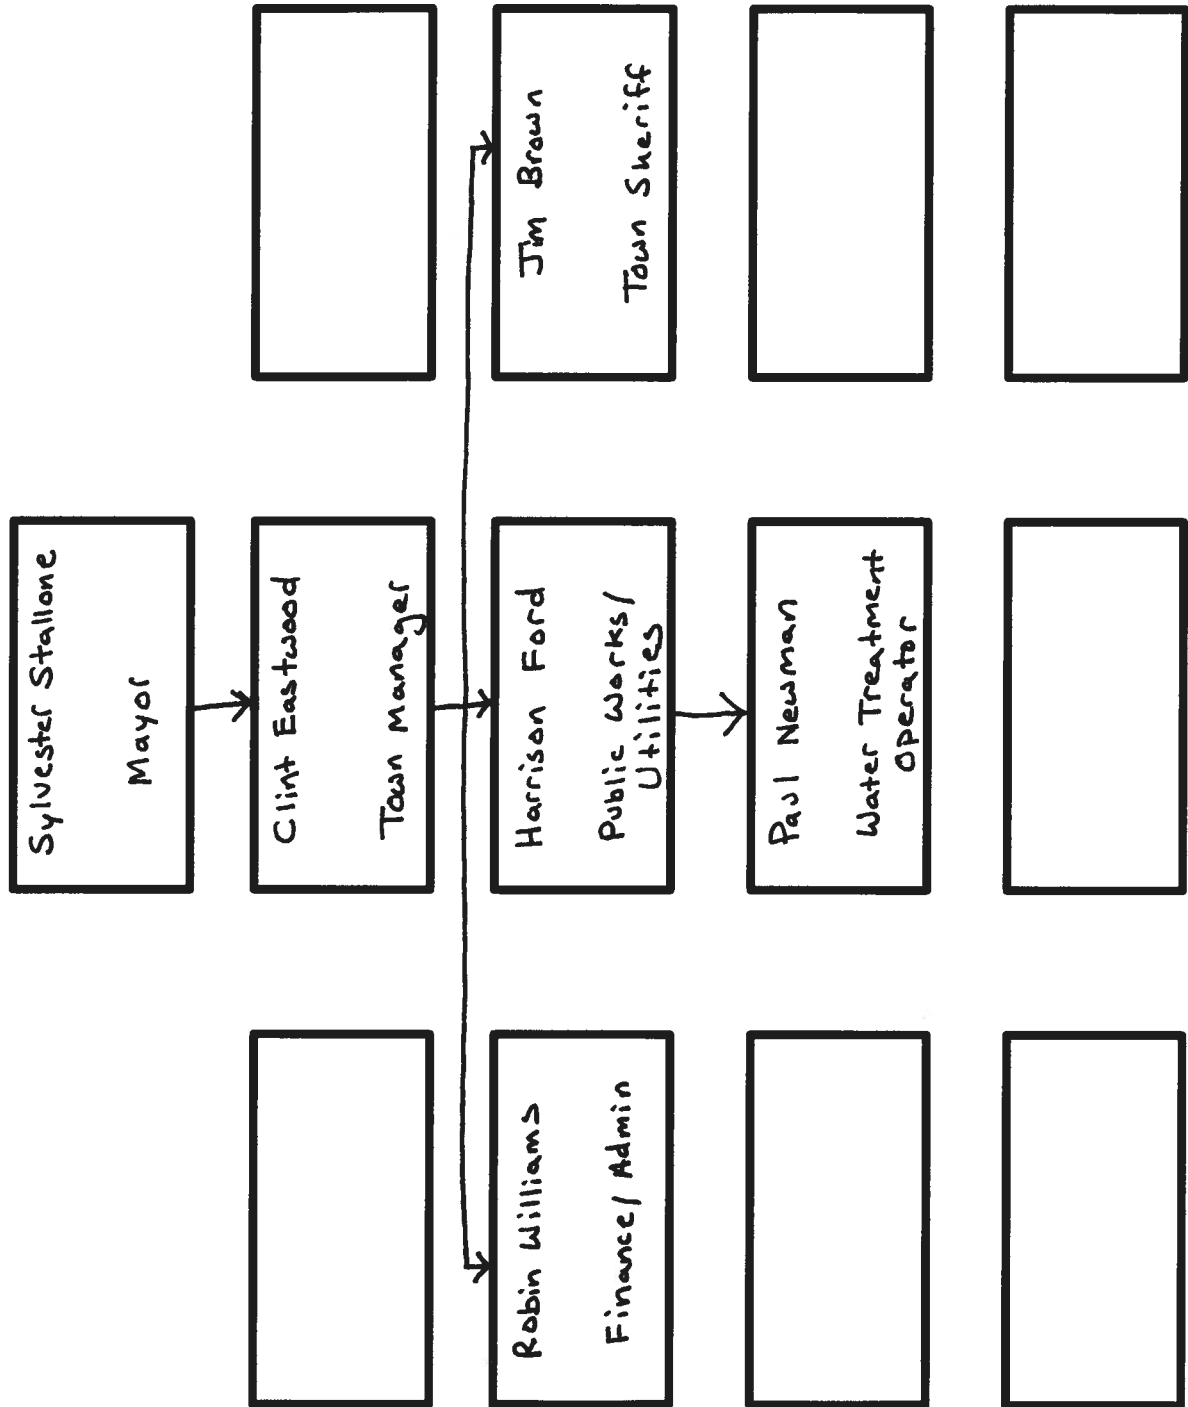 Sylvester Stallone
Mayor
Clint Eastwood
Town Manager
Robin Williams
Finance/Admin
Harrison Ford
Public Works/
Utilities
Jim Brown
Town Sheriff
Paul Newman
Water Treatment
Operator